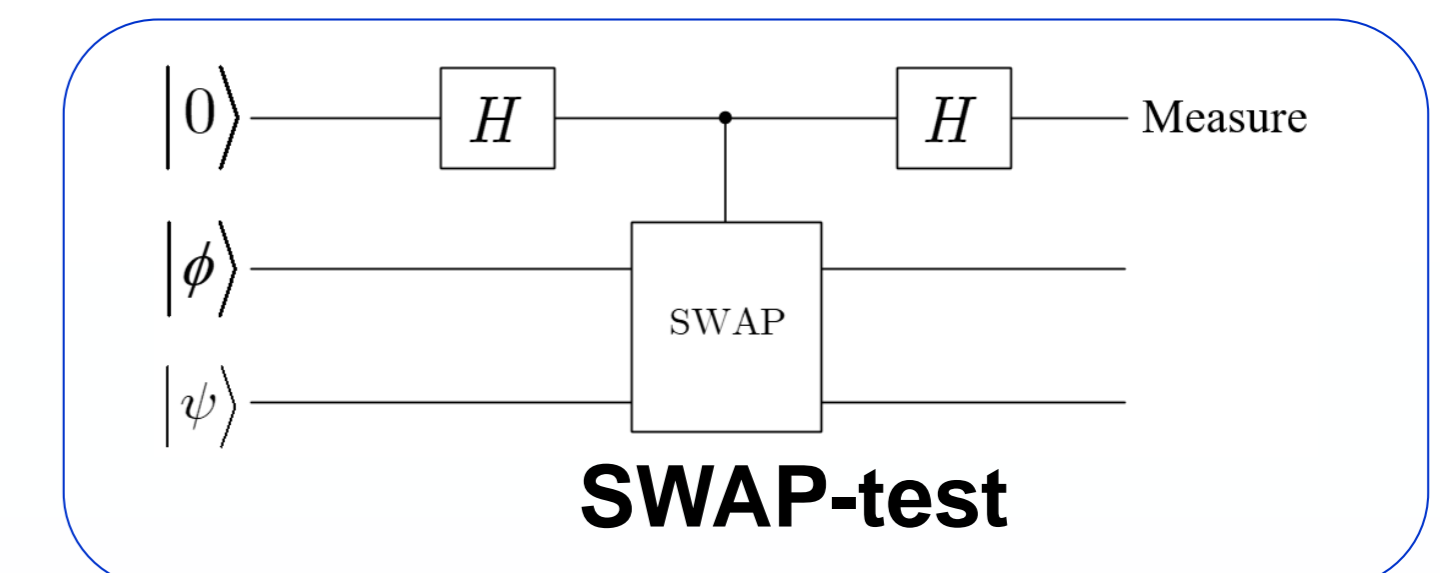 |0⟩ H H Measure
|ϕ⟩
SWAP
|ψ⟩
SWAP-test